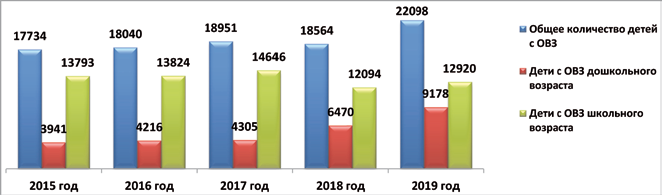 17734
13793
3941
18040
13824
4216
18951
14646
4305
18564
12094
6470
22098
12920
9178
2015 год 2016 год 2017 год 2018 год 2019 год
Общее количество детей
с ОВЗ
Дети с ОВЗ дошкольного
возраста
Дети с ОВЗ школьного
возраста